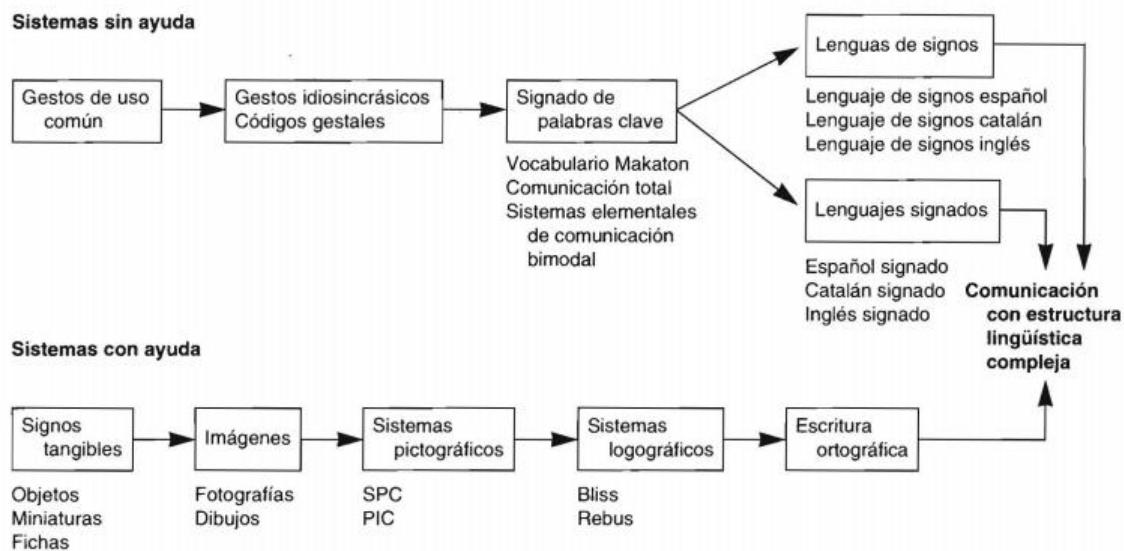 Sistemas sin ayuda
Gestos de uso
común
Gestos idiosincrásicos
Códigos gestales
Signado de
palabras clave
Vocabulario Makaton
Comunicación total
Sistemas elementales
de comunicación
bimodal
Lenguas de signos
Lenguaje de signos español
Lenguaje de signos catalán
Lenguaje de signos inglés
Lenguajes signados
Español signado
Catalán signado
Inglés signado
Comunicación
con estructura
lingüística
compleja
Sistemas con ayuda
Signos
tangibles
Objetos
Miniaturas
Fichas
Imágenes
Fotografías
Dibujos
Sistemas
pictográficos
SPC
PIC
Sistemas
logográficos
Bliss
Rebus
Escritura
ortográfica